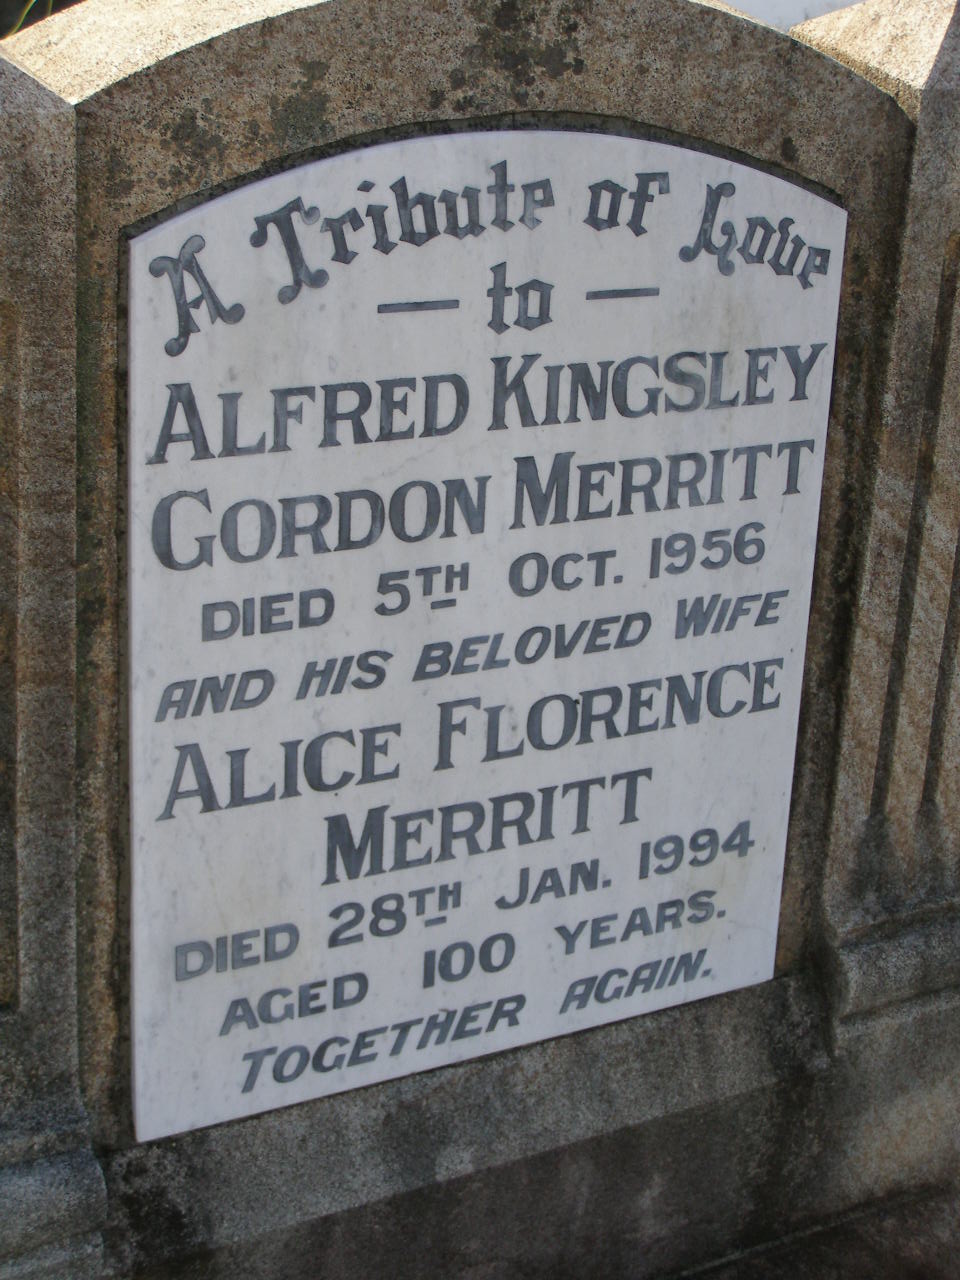 A Tribute of Love
— to —
ALFRED KINGSLEY
GORDON MERRITT
DIED 5TH OCT. 1956
AND HIS BELOVED WIFE
ALICE FLORENCE
MERRITT
DIED 28TH JAN. 1994
AGED 100 YEARS.
TOGETHER AGAIN.